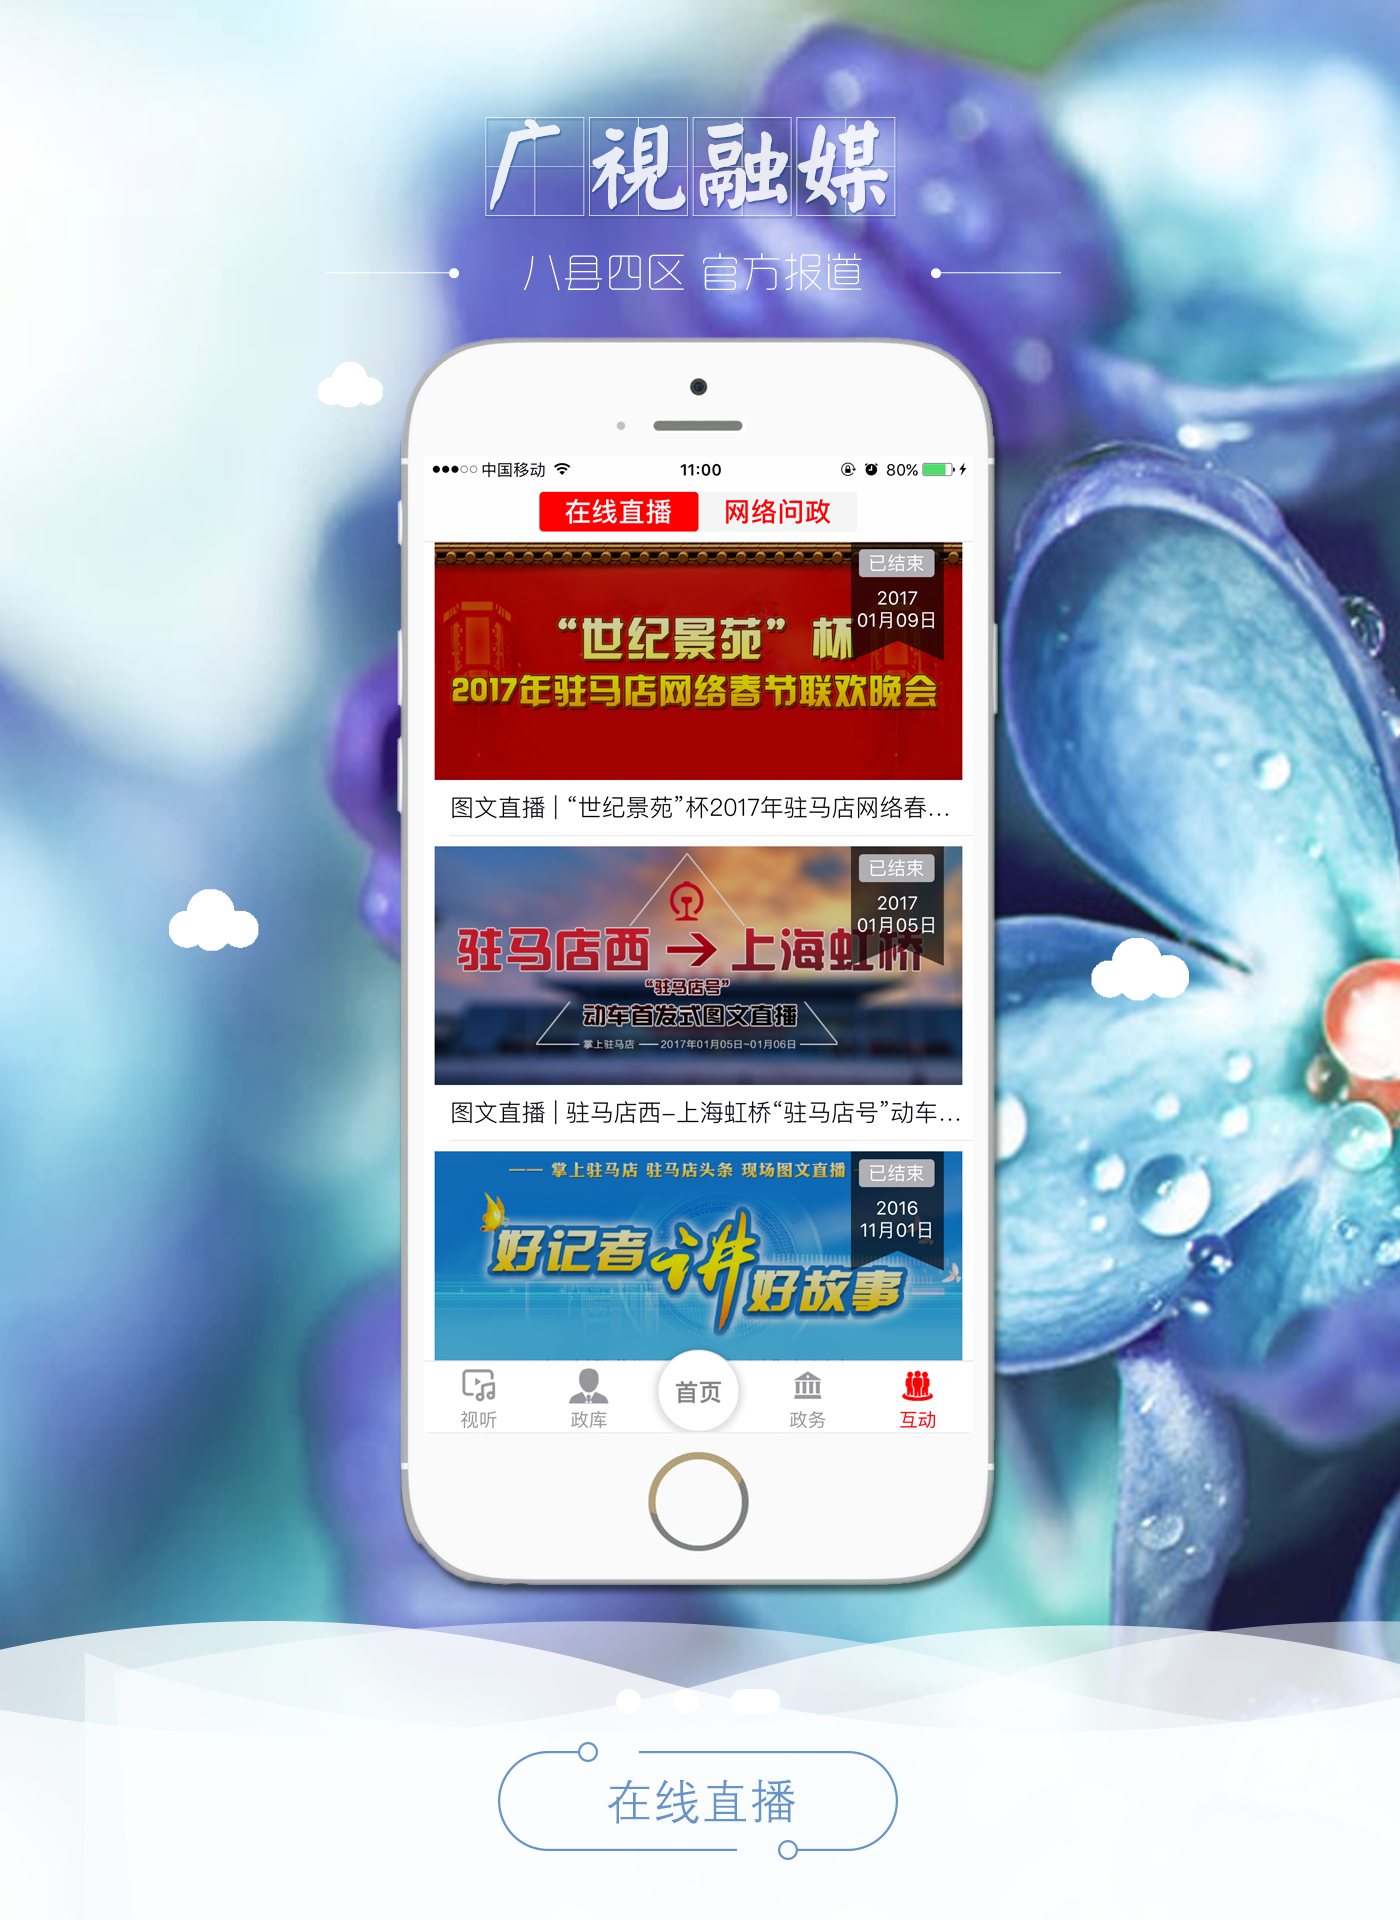 广視融媒
八县四区 官方报道
中国移动 11:00 80%
在线直播 网络问政
已结束
2017
01月09日
“世纪景苑”杯
2017年驻马店网络春节联欢晚会
图文直播 | “世纪景苑”杯2017年驻马店网络春...
已结束
2017
01月05日
驻马店西→上海虹桥
“驻马店号”
动车首发式图文直播
掌上驻马店 2017年01月05日~01月06日
图文直播 | 驻马店西-上海虹桥“驻马店号”动车...
—— 掌上驻马店 驻马店头条 现场图文直播
已结束
2016
11月01日
好记者讲好故事
视听 政库 首页 政务 互动
在线直播